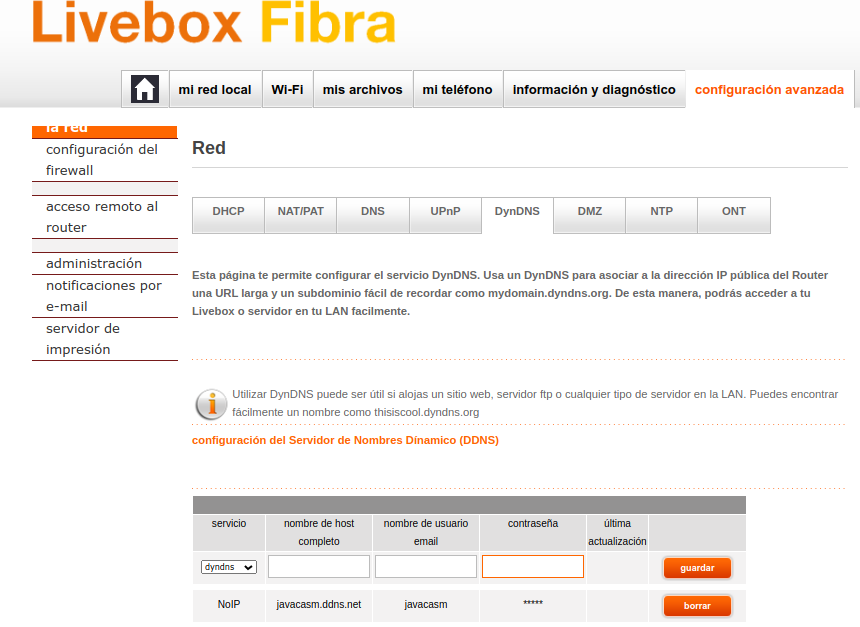 Livebox Fibra
mi red local Wi-Fi mis archivos mi teléfono información y diagnóstico configuración avanzada
la red
configuración del
firewall
acceso remoto al
router
administración
notificaciones por
e-mail
servidor de
impresión
Red
DHCP NAT/PAT DNS UPnP DynDNS DMZ NTP ONT
Esta página te permite configurar el servicio DynDNS. Usa un DynDNS para asociar a la dirección IP pública del Router
una URL larga y un subdominio fácil de recordar como mydomain.dyndns.org. De esta manera, podrás acceder a tu
Livebox o servidor en tu LAN facilmente.
Utilizar DynDNS puede ser útil si alojas un sitio web, servidor ftp o cualquier tipo de servidor en la LAN. Puedes encontrar
fácilmente un nombre como thisiscool.dyndns.org
configuración del Servidor de Nombres Dínamico (DDNS)
servicio nombre de host nombre de usuario contraseña última
completo email actualización
dyndns guardar
NoIP javacasm.ddns.net javacasm ***** borrar